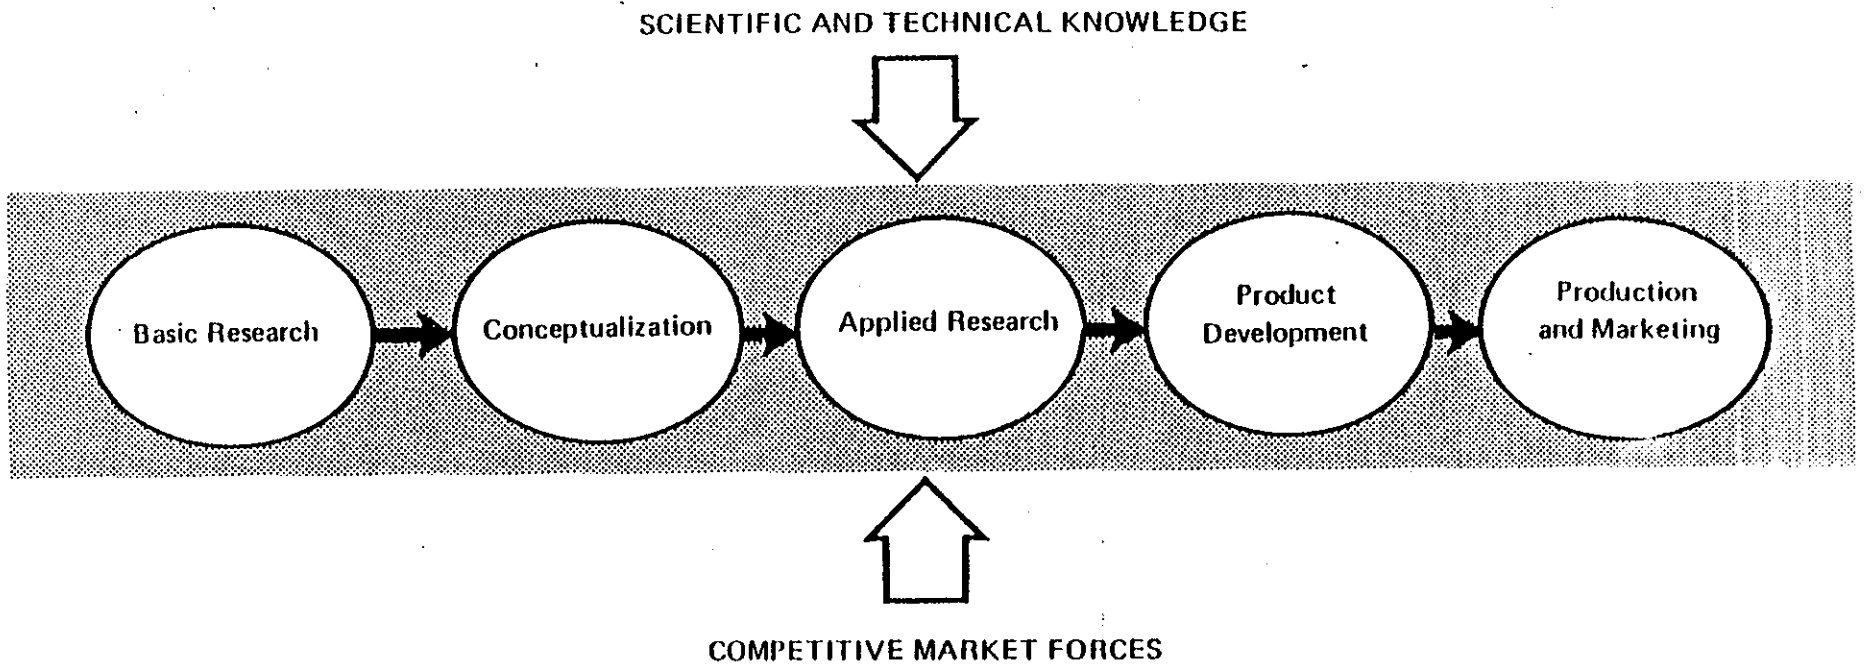 SCIENTIFIC AND TECHNICAL KNOWLEDGE
Basic Research
Conceptualization
Applied Research
Product
Development
Production
and Marketing
COMPETITIVE MARKET FORCES